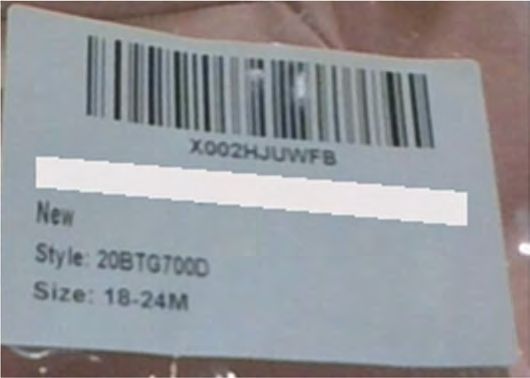 X002HJUWFB
New
Style: 20BTG700D
Size: 18-24M